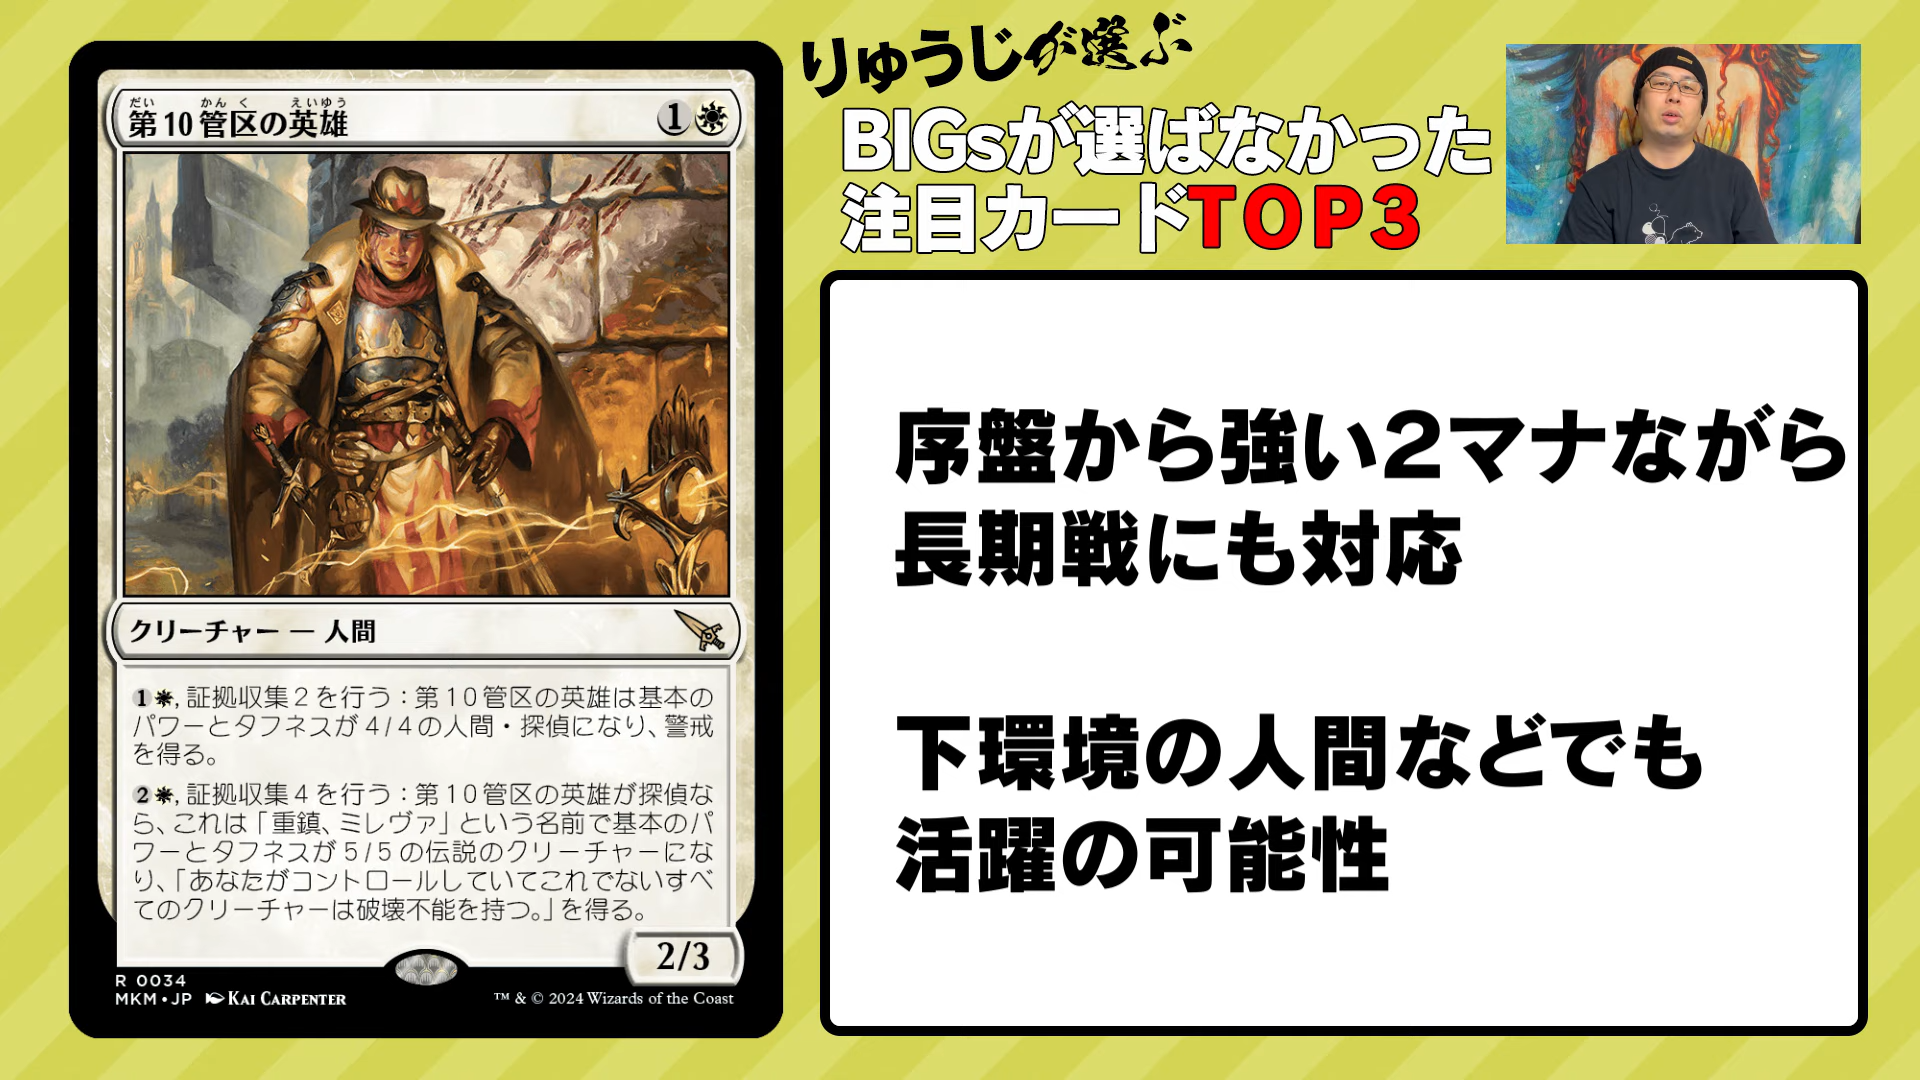 りゅうじが選ぶ
BIGsが選ばなかった
注目カードTOP3
だい かんく えいゆう
第10管区の英雄
1
クリーチャー ― 人間
1, 証拠収集2を行う：第10管区の英雄は基本の
パワーとタフネスが4/4の人間・探偵になり、警戒
を得る。
2, 証拠収集4を行う：第10管区の英雄が探偵な
ら、これは「重鎮、ミレヴァ」という名前で基本のパ
ワーとタフネスが5/5の伝説のクリーチャーにな
り、「あなたがコントロールしていてこれでないすべ
てのクリーチャーは破壊不能を持つ。」を得る。
2/3
R 0034
MKM•JP KAI CARPENTER
™ & © 2024 Wizards of the Coast
序盤から強い2マナながら
長期戦にも対応
下環境の人間などでも
活躍の可能性